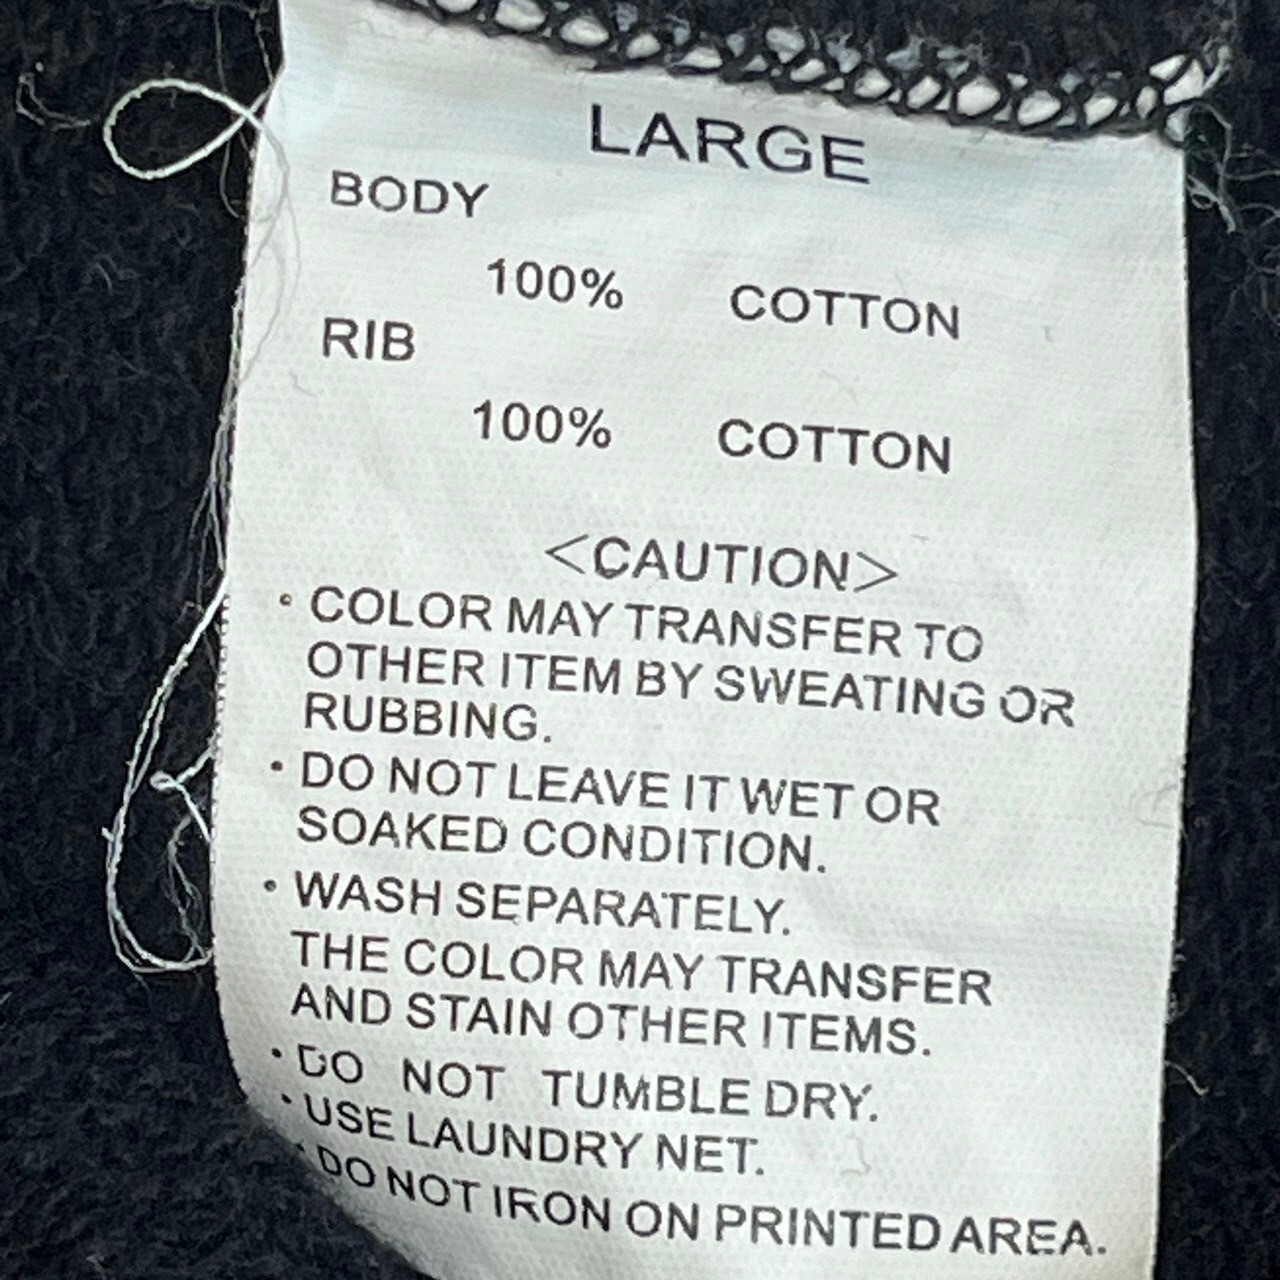 LARGE
BODY
100% COTTON
RIB
100% COTTON
<CAUTION>
・COLOR MAY TRANSFER TO
OTHER ITEM BY SWEATING OR
RUBBING.
・DO NOT LEAVE IT WET OR
SOAKED CONDITION.
・WASH SEPARATELY.
THE COLOR MAY TRANSFER
AND STAIN OTHER ITEMS.
・DO NOT TUMBLE DRY.
・USE LAUNDRY NET.
・DO NOT IRON ON PRINTED AREA.